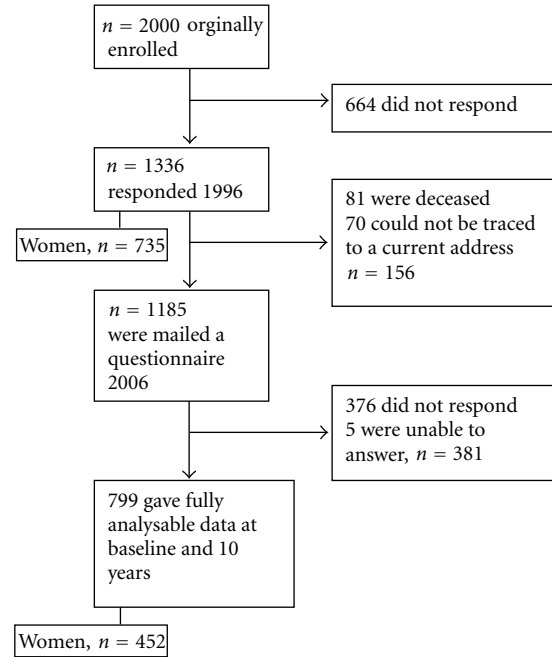 n = 2000 orginally
enrolled
664 did not respond
n = 1336
responded 1996
Women, n = 735
81 were deceased
70 could not be traced
to a current address
n = 156
n = 1185
were mailed a
questionnaire
2006
376 did not respond
5 were unable to
answer, n = 381
799 gave fully
analysable data at
baseline and 10
years
Women, n = 452